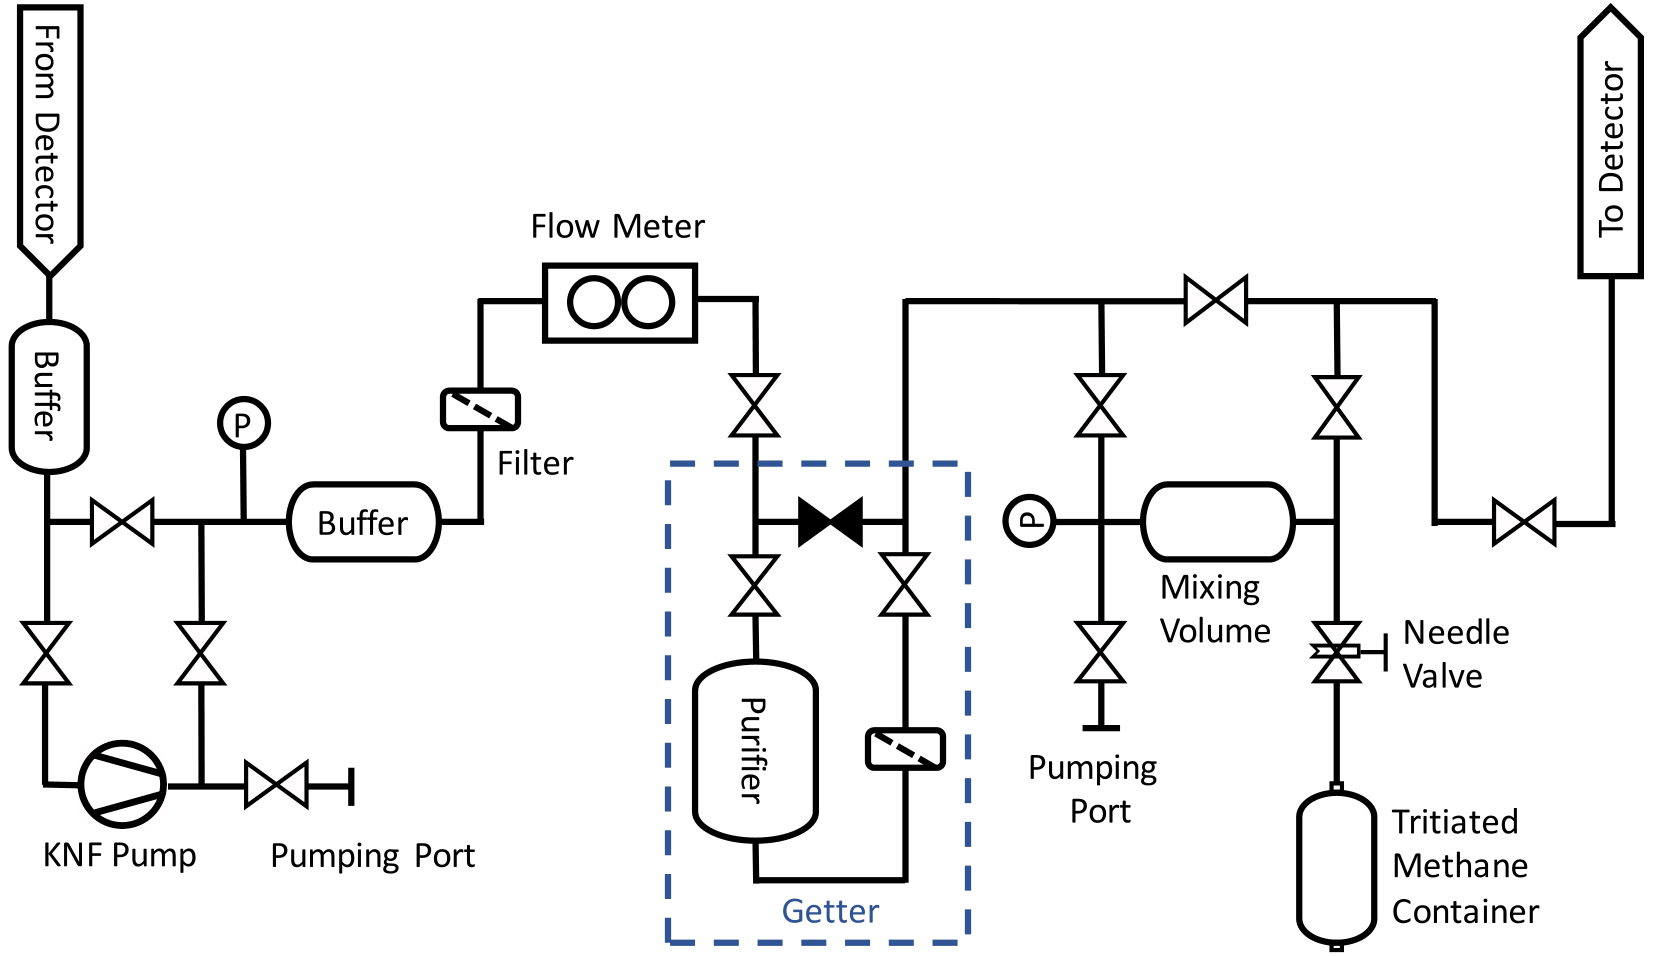 From Detector
To Detector
Flow Meter
Buffer
P
Filter
Buffer
P
Mixing
Volume
Needle
Valve
Purifier
Pumping
Port
KNF Pump
Pumping Port
Tritiated
Methane
Container
Getter